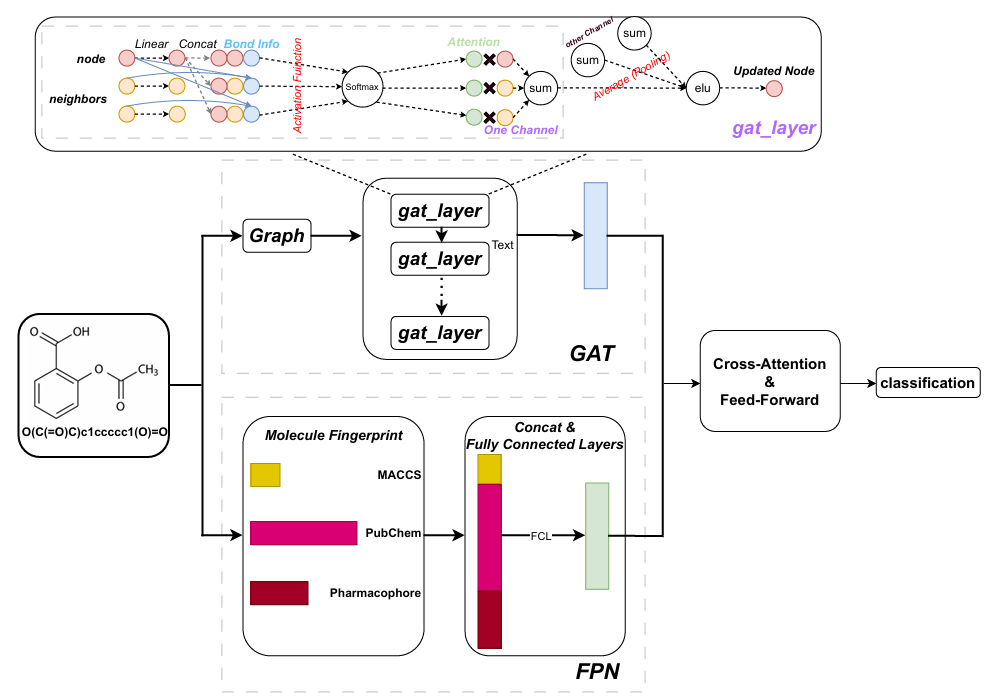 Linear Concat Bond Info
node
neighbors
Activation Function
Softmax
Attention
One Channel
sum
other Channel
sum
sum
Average (Pooling)
elu
Updated Node
gat_layer
Graph
gat_layer
gat_layer
gat_layer
Text
GAT
O
OH
O
O
CH₃
O(C(=O)C)c1ccccc1(O)=O
Molecule Fingerprint
MACCS
PubChem
Pharmacophore
Concat &
Fully Connected Layers
FCL
FPN
Cross-Attention
&
Feed-Forward
classification